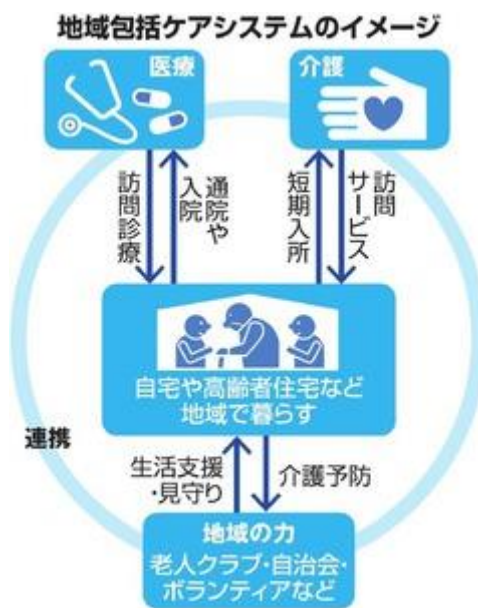 地域包括ケアシステムのイメージ
医療
介護
訪問診療
通院や
入院
短期入所
訪問
サービス
自宅や高齢者住宅など
地域で暮らす
連携
生活支援
・見守り
介護予防
地域の力
老人クラブ・自治会・
ボランティアなど